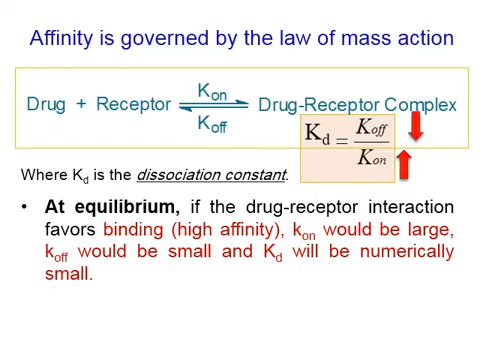 Affinity is governed by the law of mass action
Drug + Receptor ⇌ Drug-Receptor Complex
Kon
Koff
Kd = Koff / Kon
Where Kd is the dissociation constant.
• At equilibrium, if the drug-receptor interaction
favors binding (high affinity), kon would be large,
koff would be small and Kd will be numerically
small.